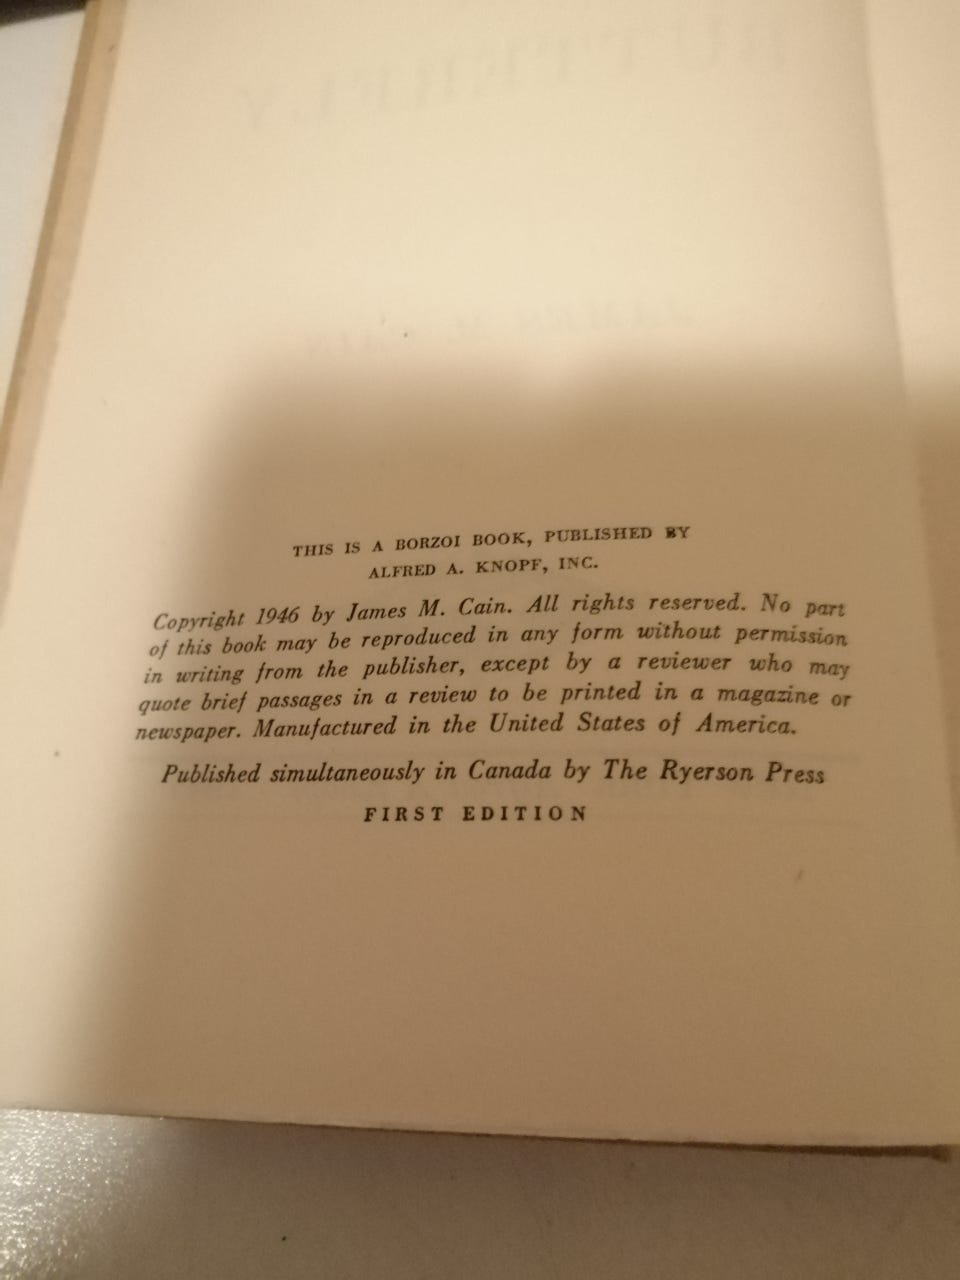 THIS IS A BORZOI BOOK, PUBLISHED BY
ALFRED A. KNOPF, INC.
Copyright 1946 by James M. Cain. All rights reserved. No part
of this book may be reproduced in any form without permission
in writing from the publisher, except by a reviewer who may
quote brief passages in a review to be printed in a magazine or
newspaper. Manufactured in the United States of America.
Published simultaneously in Canada by The Ryerson Press
FIRST EDITION